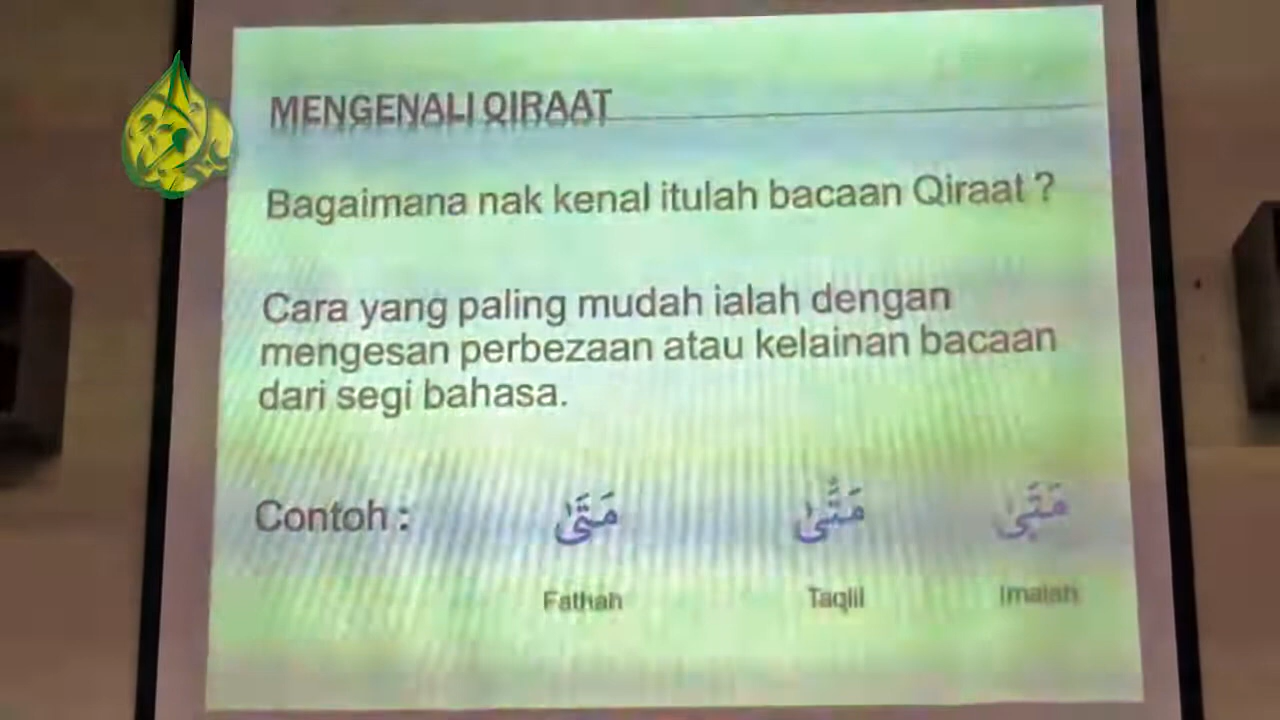 MENGENALI QIRAAT
Bagaimana nak kenal itulah bacaan Qiraat ?
Cara yang paling mudah ialah dengan
mengesan perbezaan atau kelainan bacaan
dari segi bahasa.
Contoh : مَتَىٰ مَتَىٰ مَتَىٰ
Fathah Taqlil Imalah